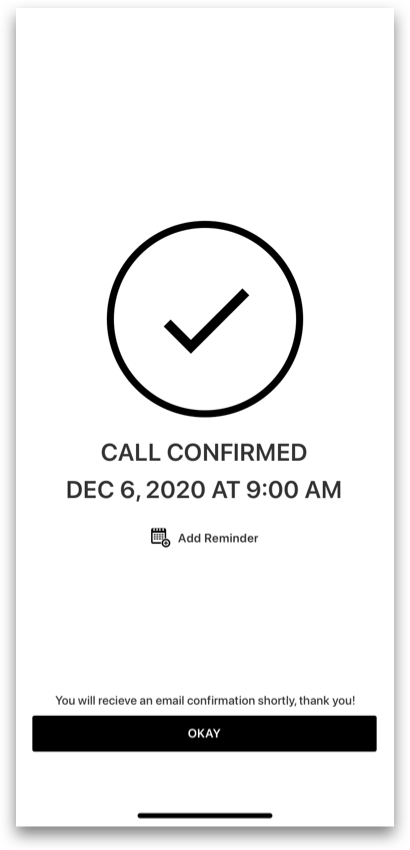 CALL CONFIRMED
DEC 6, 2020 AT 9:00 AM
Add Reminder
You will recieve an email confirmation shortly, thank you!
OKAY